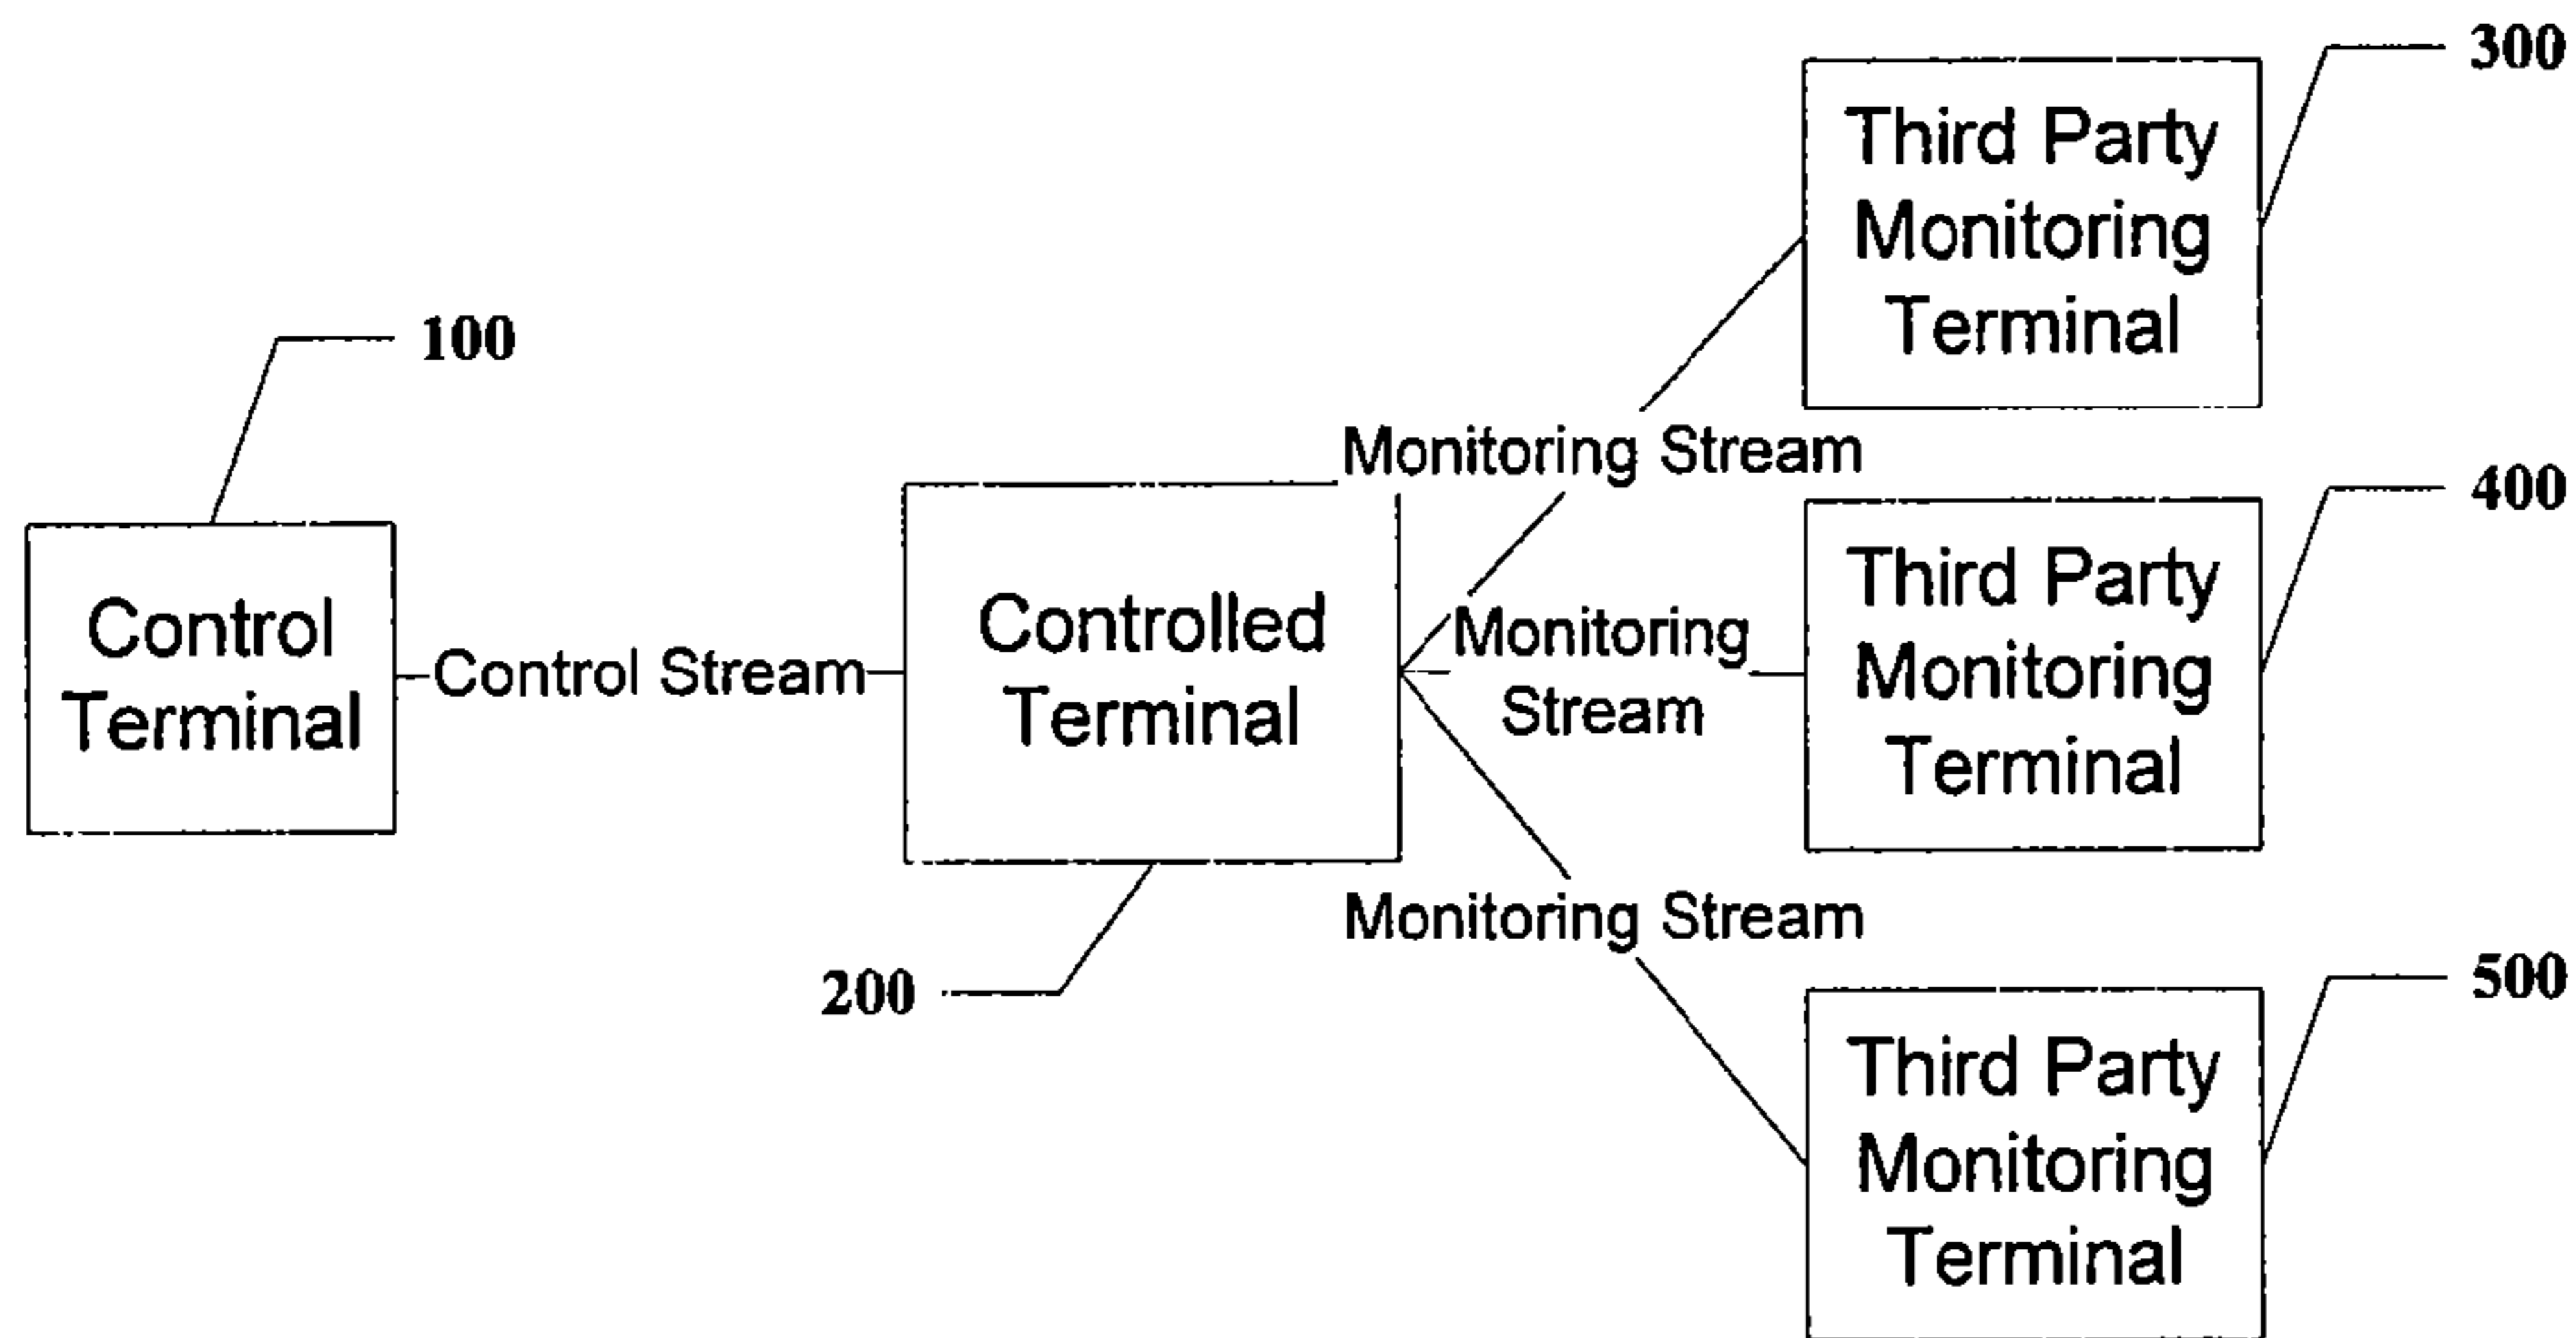 300
Third Party
Monitoring
Terminal
100
Monitoring Stream
400
Control
Terminal
Control Stream
Controlled
Terminal
Monitoring
Stream
Third Party
Monitoring
Terminal
Monitoring Stream
200
500
Third Party
Monitoring
Terminal